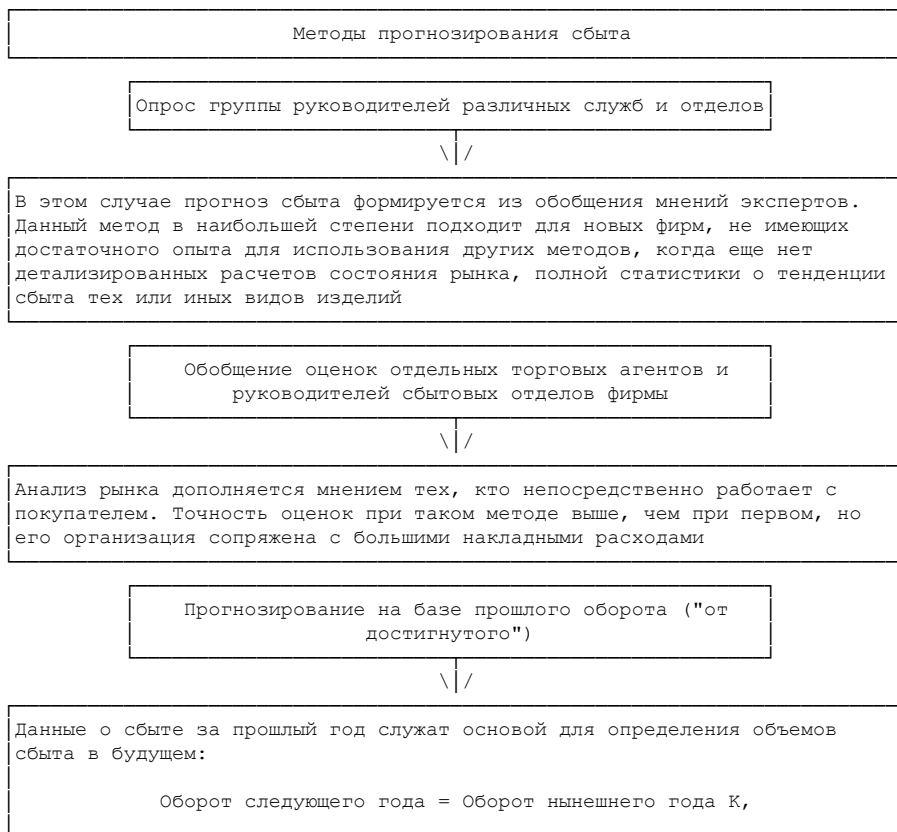 Методы прогнозирования сбыта
Опрос группы руководителей различных служб и отделов
В этом случае прогноз сбыта формируется из обобщения мнений экспертов.
Данный метод в наибольшей степени подходит для новых фирм, не имеющих
достаточного опыта для использования других методов, когда еще нет
детализированных расчетов состояния рынка, полной статистики о тенденции
сбыта тех или иных видов изделий
Обобщение оценок отдельных торговых агентов и
руководителей сбытовых отделов фирмы
Анализ рынка дополняется мнением тех, кто непосредственно работает с
покупателем. Точность оценок при таком методе выше, чем при первом, но
его организация сопряжена с большими накладными расходами
Прогнозирование на базе прошлого оборота ("от
достигнутого")
Данные о сбыте за прошлый год служат основой для определения объемов
сбыта в будущем:
Оборот следующего года = Оборот нынешнего года К,